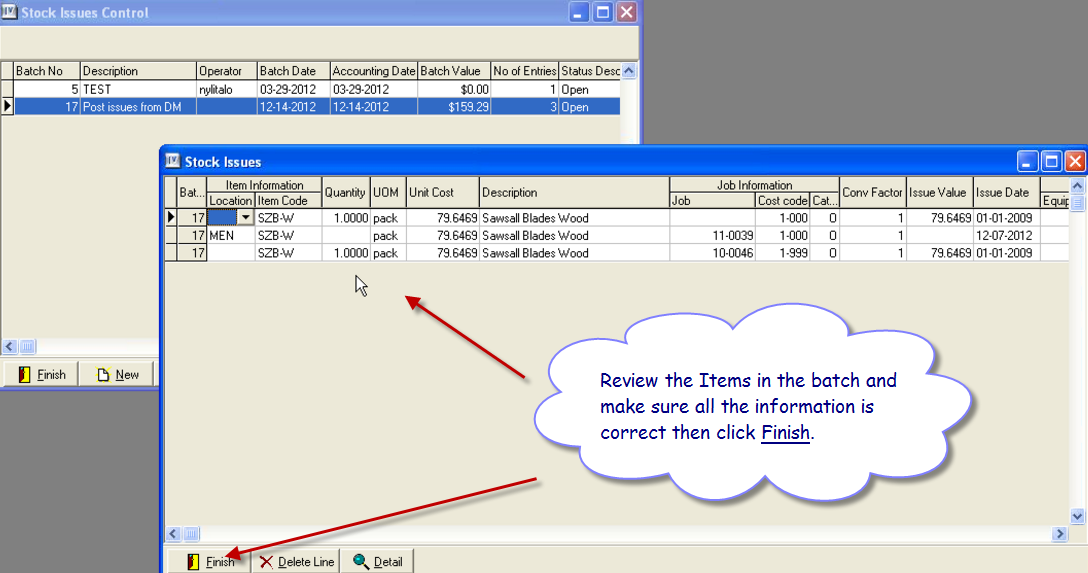 Stock Issues Control
Batch No Description Operator Batch Date Accounting Date Batch Value No of Entries Status Desc
5 TEST nylitalo 03-29-2012 03-29-2012 $0.00 1 Open
17 Post issues from DM 12-14-2012 12-14-2012 $159.29 3 Open
Finish New
Stock Issues
Item Information Job Information
Bat... Location Item Code Quantity UOM Unit Cost Description Job Cost code Cat... Conv Factor Issue Value Issue Date Equip
17 SZB-W 1.0000 pack 79.6469 Sawsall Blades Wood 1-000 0 1 79.6469 01-01-2009
17 MEN SZB-W pack 79.6469 Sawsall Blades Wood 11-0039 1-000 0 1 12-07-2012
17 SZB-W 1.0000 pack 79.6469 Sawsall Blades Wood 10-0046 1-999 0 1 79.6469 01-01-2009
Review the Items in the batch and
make sure all the information is
correct then click Finish.
Finish Delete Line Detail